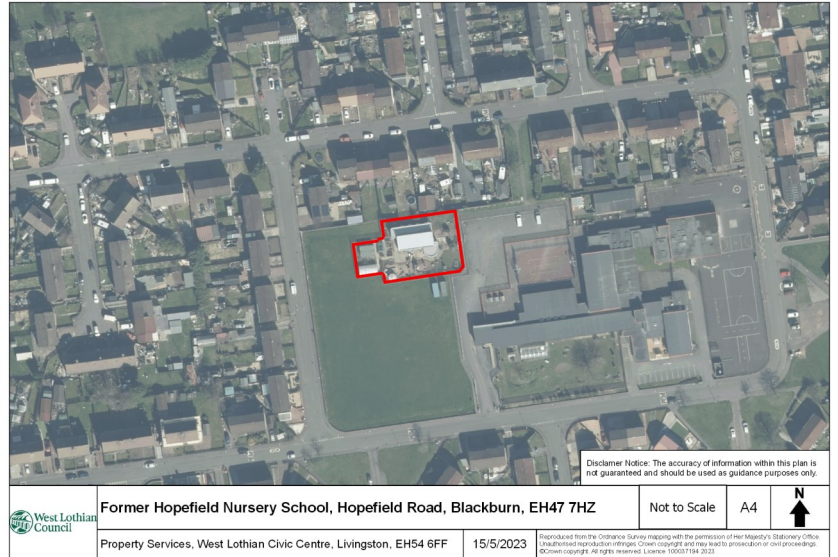 Disclaimer Notice: The accuracy of information within this plan is
not guaranteed and should be used as guidance purposes only.
West Lothian
Council
Former Hopefield Nursery School, Hopefield Road, Blackburn, EH47 7HZ
Not to Scale
A4
N
2023
Property Services, West Lothian Civic Centre, Livingston, EH54 6FF
15/5/2023
Reproduced from the Ordnance Survey mapping with the permission of Her Majesty's Stationery Office.
Unauthorised reproduction infringes Crown copyright and may lead to prosecution or civil proceedings.
©Crown copyright. All rights reserved. Licence 100037194 2023